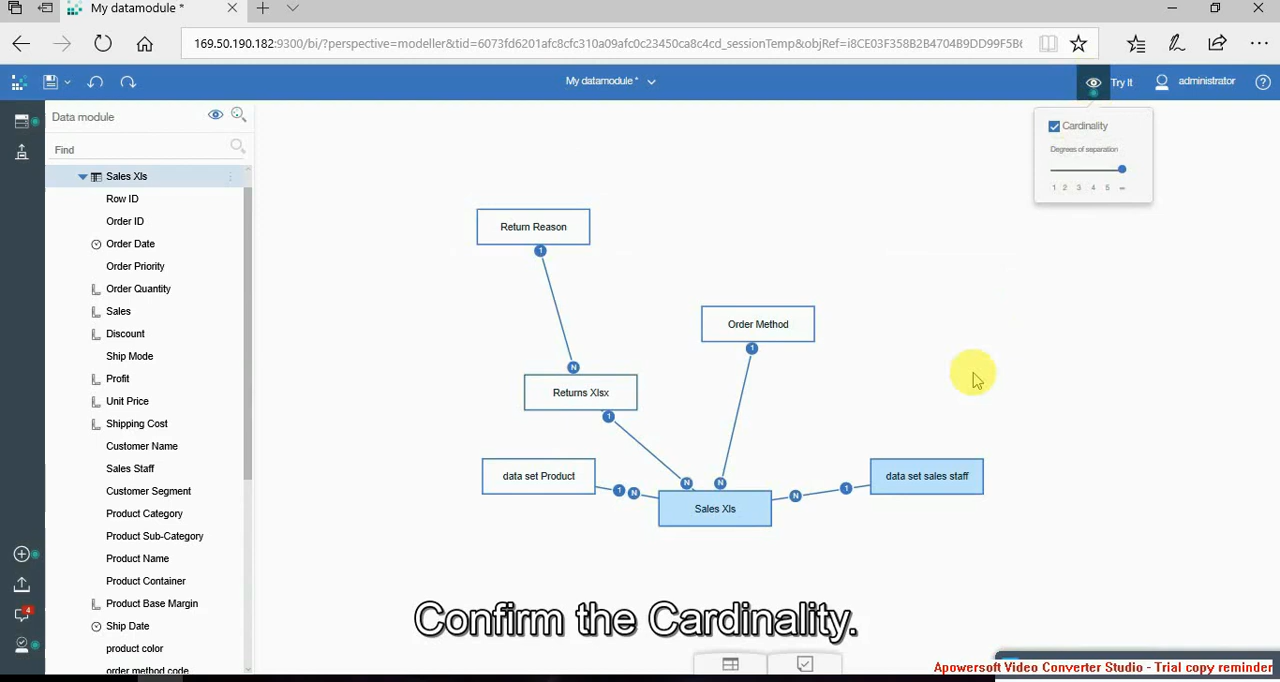 My datamodule *
169.50.190.182:9300/bi/?perspective=modeller&tid=6073fd6201afc8cfc310a09afc0c23450ca8c4cd_sessionTemp&objRef=i8CE03F358B2B4704B9DD99F5B6
My datamodule *
Try It
administrator
Data module
Find
Sales Xls
Row ID
Order ID
Order Date
Order Priority
Order Quantity
Sales
Discount
Ship Mode
Profit
Unit Price
Shipping Cost
Customer Name
Sales Staff
Customer Segment
Product Category
Product Sub-Category
Product Name
Product Container
Product Base Margin
Ship Date
product color
order method code
4
Cardinality
Degrees of separation
1 2 3 4 5 ∞
Return Reason
1
Order Method
1
N
Returns Xlsx
1
data set Product
1 N
N
N
Sales Xls
N
1
data set sales staff
Confirm the Cardinality.
Apowersoft Video Converter Studio - Trial copy reminder